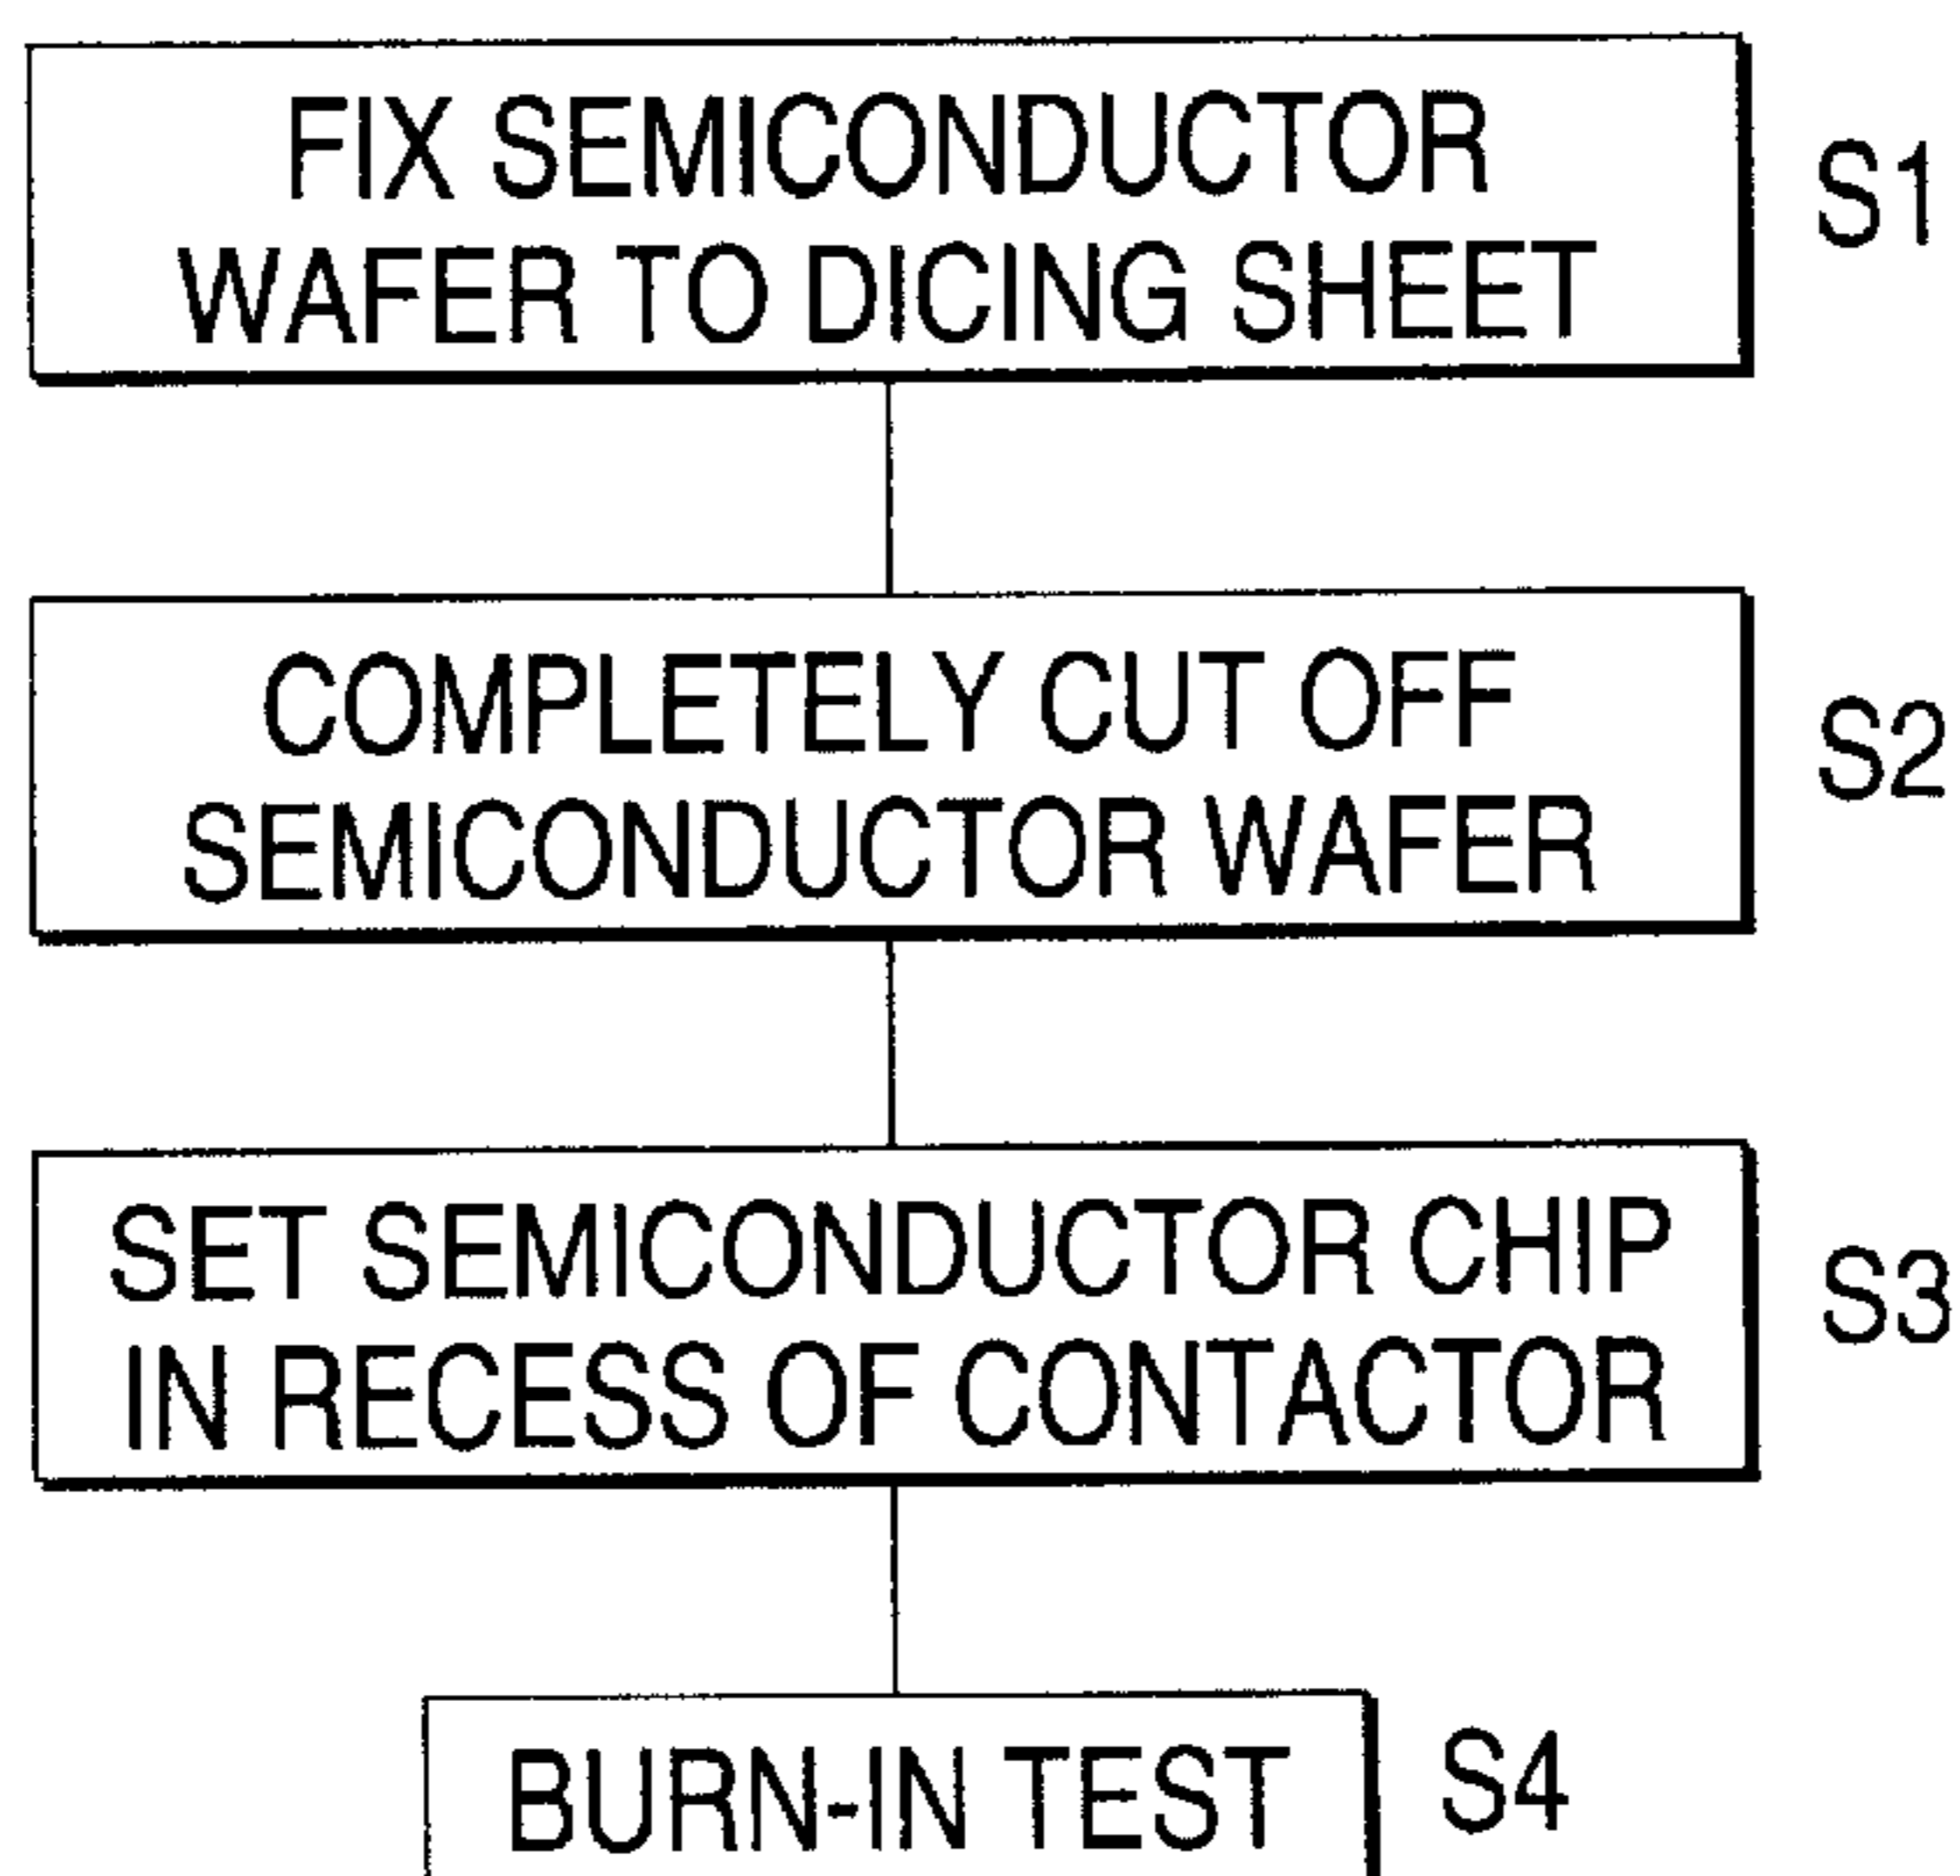 FIX SEMICONDUCTOR
WAFER TO DICING SHEET
S1
COMPLETELY CUT OFF
SEMICONDUCTOR WAFER
S2
SET SEMICONDUCTOR CHIP
IN RECESS OF CONTACTOR
S3
BURN-IN TEST
S4